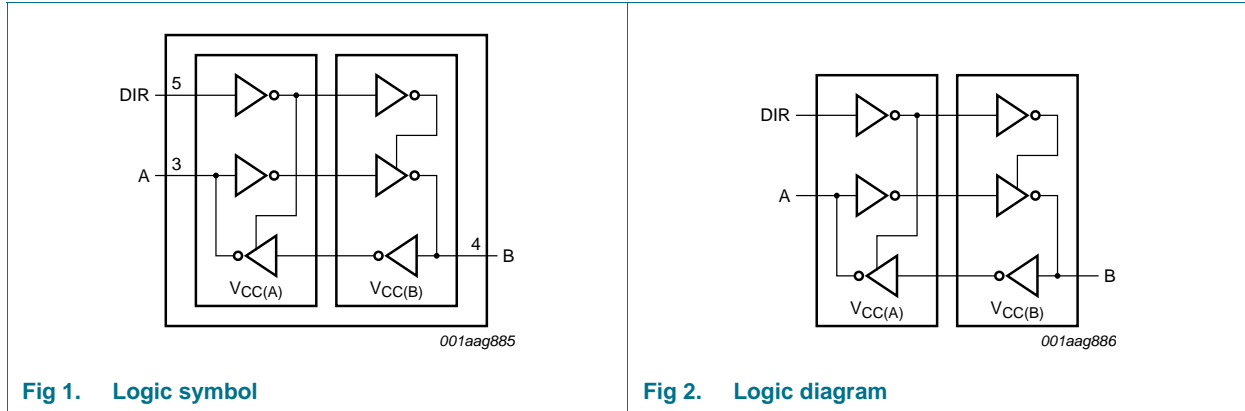 DIR
5
A
3
4
B
VCC(A)
VCC(B)
001aag885
Fig 1. Logic symbol
DIR
A
B
VCC(A)
VCC(B)
001aag886
Fig 2. Logic diagram